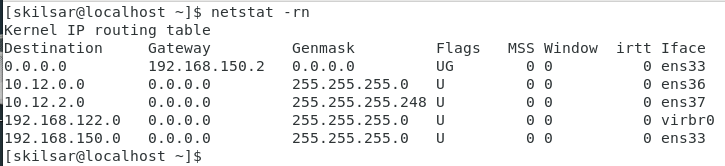 [skilsar@localhost ~]$ netstat -rn
Kernel IP routing table
Destination     Gateway         Genmask         Flags   MSS Window  irtt Iface
0.0.0.0         192.168.150.2   0.0.0.0         UG        0 0          0 ens33
10.12.0.0       0.0.0.0         255.255.255.0   U         0 0          0 ens36
10.12.2.0       0.0.0.0         255.255.255.248 U         0 0          0 ens37
192.168.122.0   0.0.0.0         255.255.255.0   U         0 0          0 virbr0
192.168.150.0   0.0.0.0         255.255.255.0   U         0 0          0 ens33
[skilsar@localhost ~]$